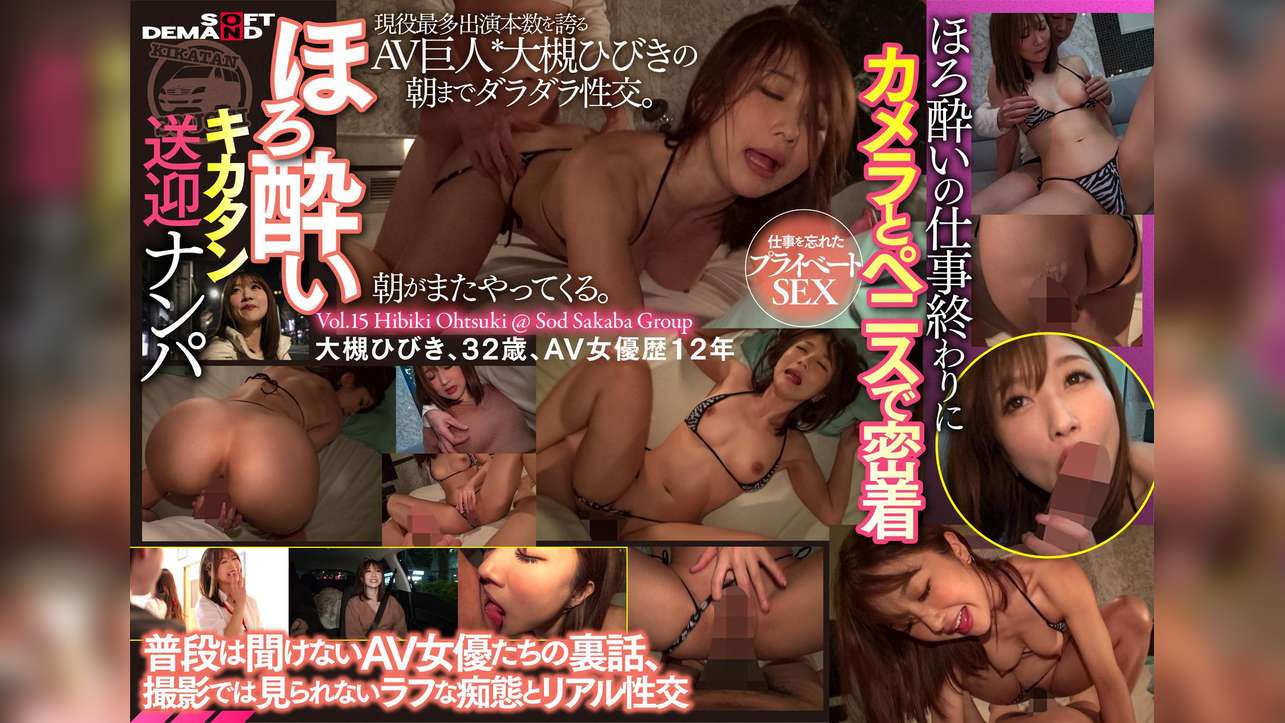 SOFT
DEMAND
ON
KIKATAN
ほろ酔い
キカタン
送迎
ナンパ
現役最多出演本数を誇る
AV巨人*大槻ひびきの
朝までダラダラ性交。
ほろ酔いの仕事終わりに
カメラとペニスで密着
仕事を忘れた
プライベート
SEX
朝がまたやってくる。
Vol.15 Hibiki Ohtsuki @ Sod Sakaba Group
大槻ひびき、32歳、AV女優歴12年
普段は聞けないAV女優たちの裏話、
撮影では見られないラフな痴態とリアル性交